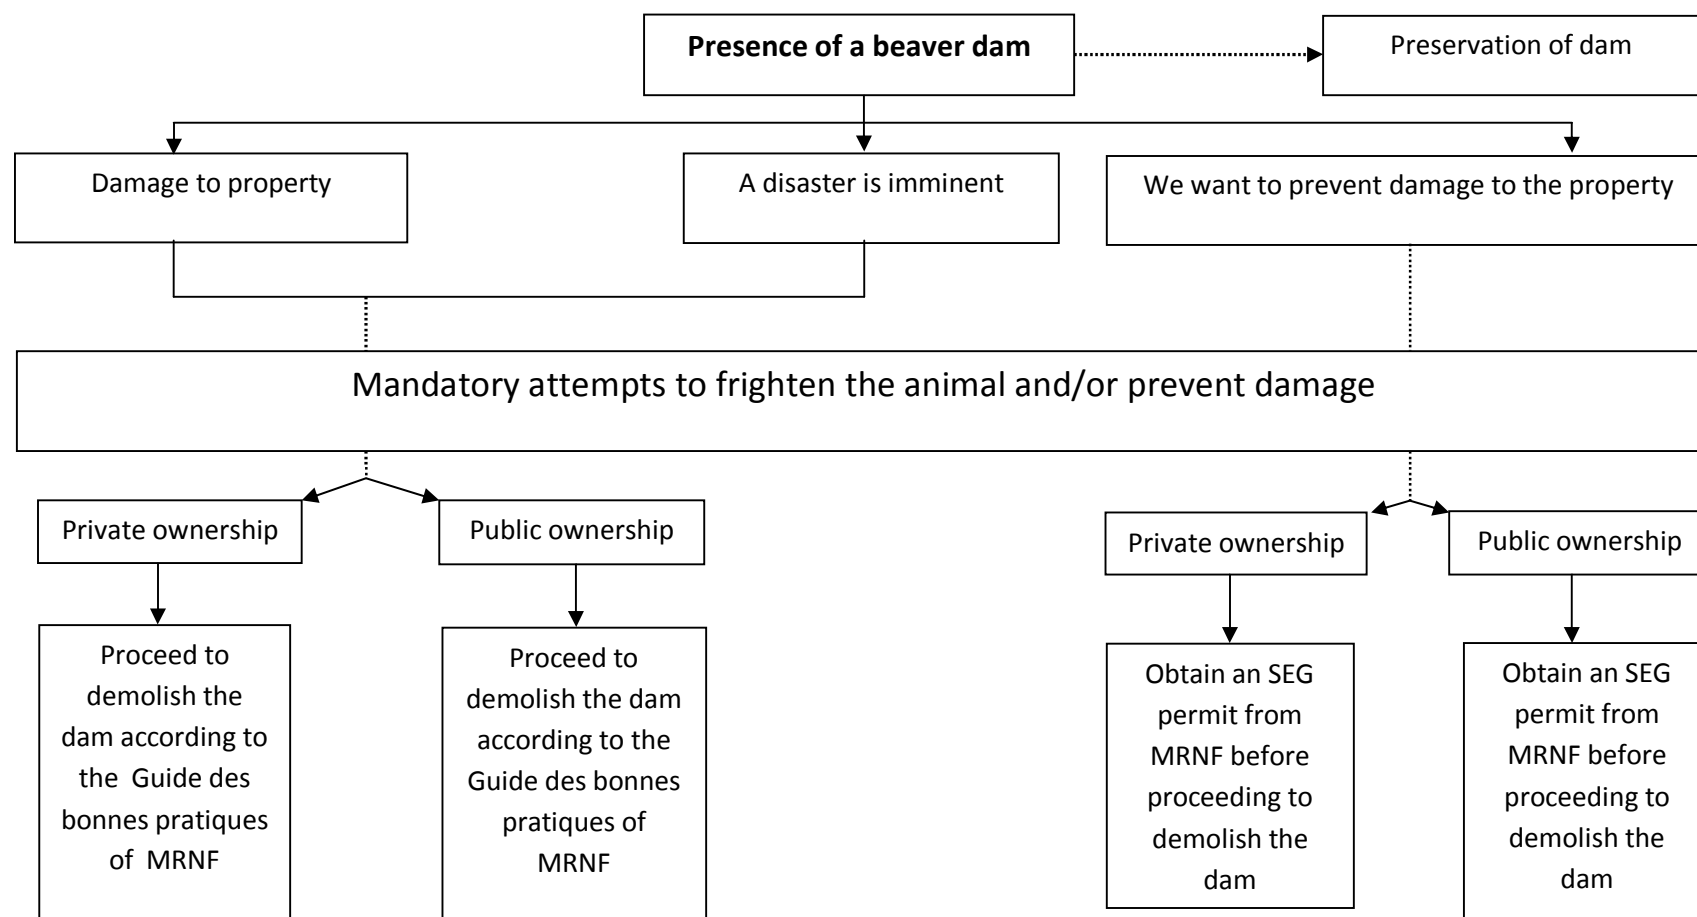 Presence of a beaver dam
Preservation of dam
Damage to property
A disaster is imminent
We want to prevent damage to the property
Mandatory attempts to frighten the animal and/or prevent damage
Private ownership
Public ownership
Private ownership
Public ownership
Proceed to
demolish the
dam according to
the Guide des
bonnes pratiques
of MRNF
Proceed to
demolish the dam
according to the
Guide des bonnes
pratiques of
MRNF
Obtain an SEG
permit from
MRNF before
proceeding to
demolish the
dam
Obtain an SEG
permit from
MRNF before
proceeding to
demolish the
dam